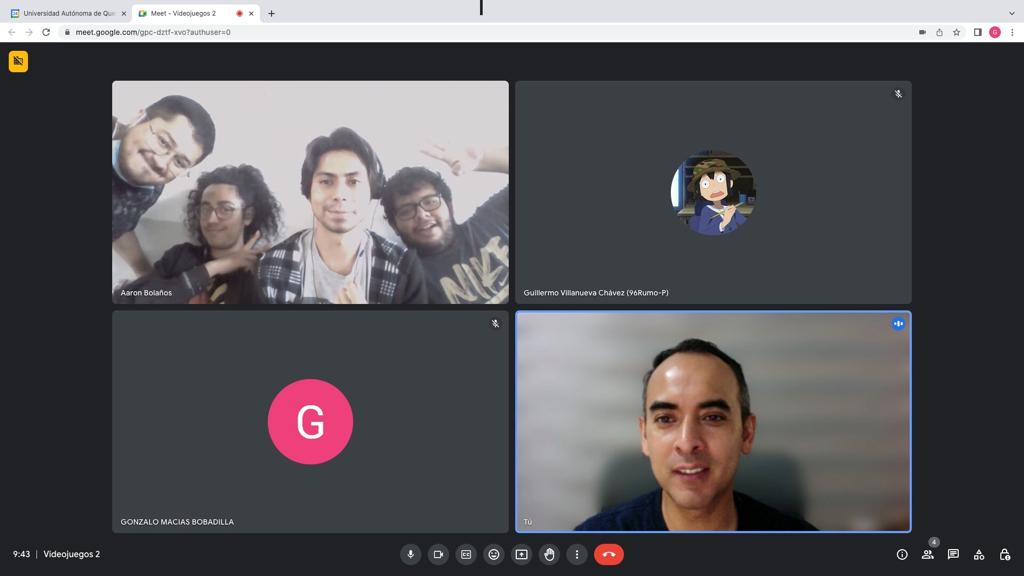 Universidad Autónoma de Que
Meet - Videojuegos 2
meet.google.com/gpc-dztf-xvo?authuser=0
G
NIKE
Aaron Bolaños
Guillermo Villanueva Chávez (96Rumo-P)
G
GONZALO MACIAS BOBADILLA
Tú
9:43 | Videojuegos 2
4